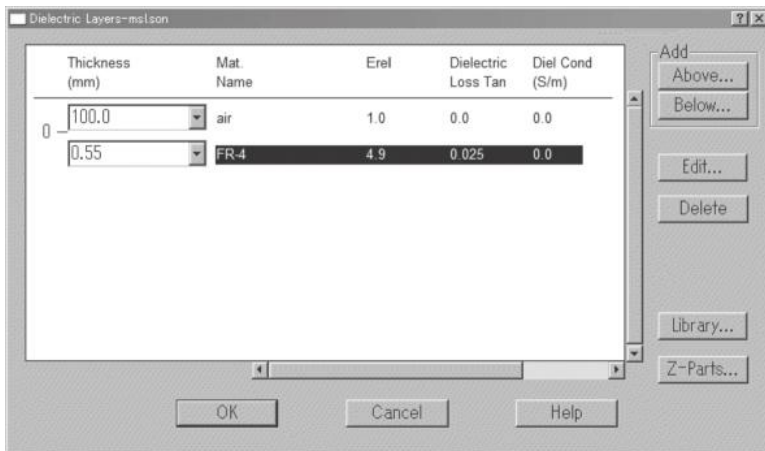 Dielectric Layers-mslson
Thickness (mm) Mat. Name Erel Dielectric Loss Tan Diel Cond (S/m)
0
100.0 air 1.0 0.0 0.0
0.55 FR-4 4.9 0.025 0.0
Add
Above...
Below...
Edit...
Delete
Library...
Z-Parts...
OK Cancel Help